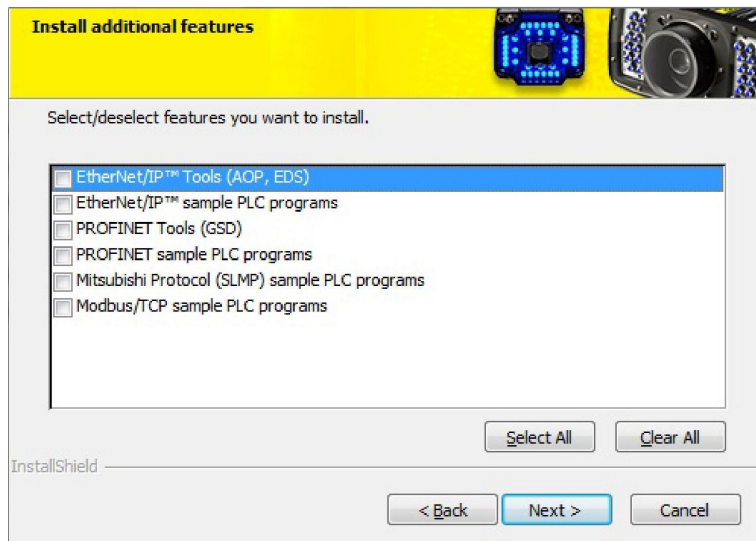 Install additional features
Select/deselect features you want to install.
EtherNet/IP™ Tools (AOP, EDS)
EtherNet/IP™ sample PLC programs
PROFINET Tools (GSD)
PROFINET sample PLC programs
Mitsubishi Protocol (SLMP) sample PLC programs
Modbus/TCP sample PLC programs
Select All Clear All
InstallShield
< Back Next > Cancel